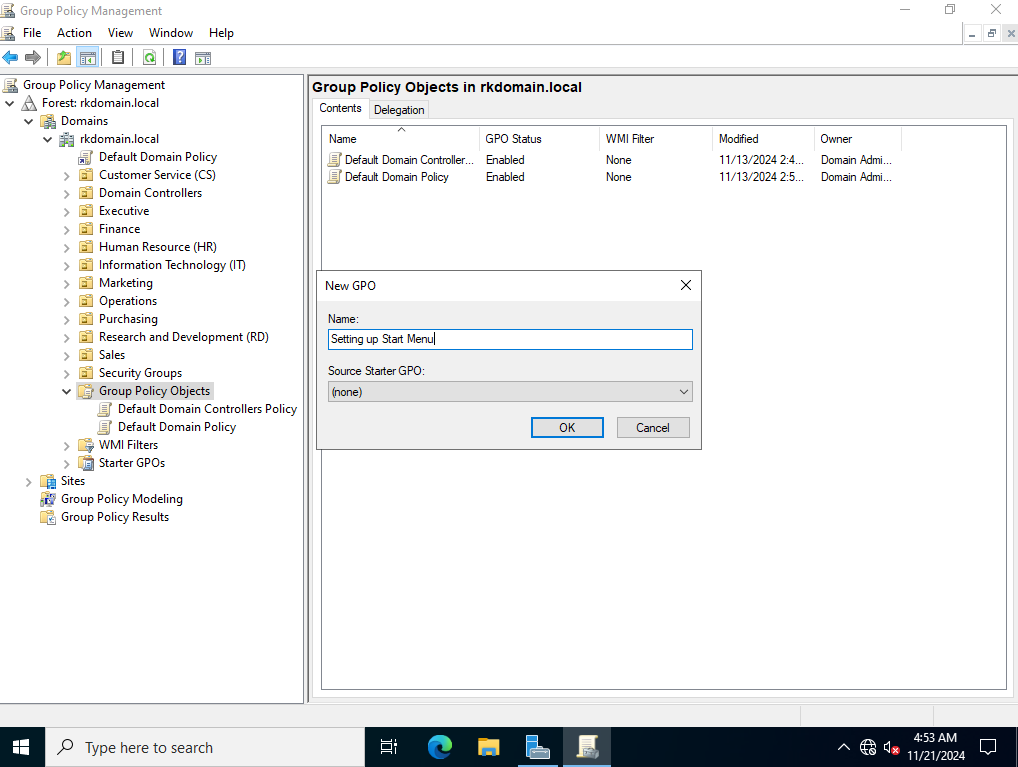 Group Policy Management
File Action View Window Help
Group Policy Management
Forest: rkdomain.local
Domains
rkdomain.local
Default Domain Policy
Customer Service (CS)
Domain Controllers
Executive
Finance
Human Resource (HR)
Information Technology (IT)
Marketing
Operations
Purchasing
Research and Development (RD)
Sales
Security Groups
Group Policy Objects
Default Domain Controllers Policy
Default Domain Policy
WMI Filters
Starter GPOs
Sites
Group Policy Modeling
Group Policy Results
Group Policy Objects in rkdomain.local
Contents Delegation
Name GPO Status WMI Filter Modified Owner
Default Domain Controller... Enabled None 11/13/2024 2:4... Domain Admi...
Default Domain Policy Enabled None 11/13/2024 2:5... Domain Admi...
New GPO
Name:
Setting up Start Menu
Source Starter GPO:
(none)
OK Cancel
Type here to search
4:53 AM
11/21/2024